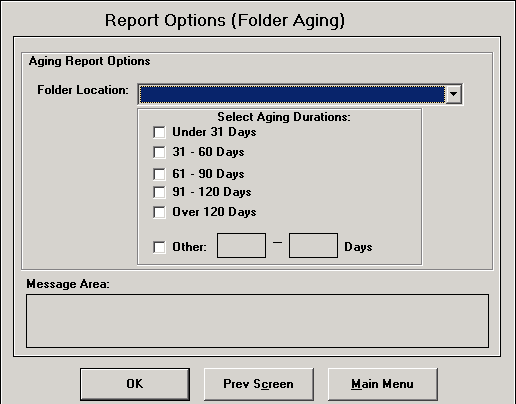 Report Options (Folder Aging)
Aging Report Options
Folder Location:
Select Aging Durations:
Under 31 Days
31 - 60 Days
61 - 90 Days
91 - 120 Days
Over 120 Days
Other: – Days
Message Area:
OK Prev Screen Main Menu